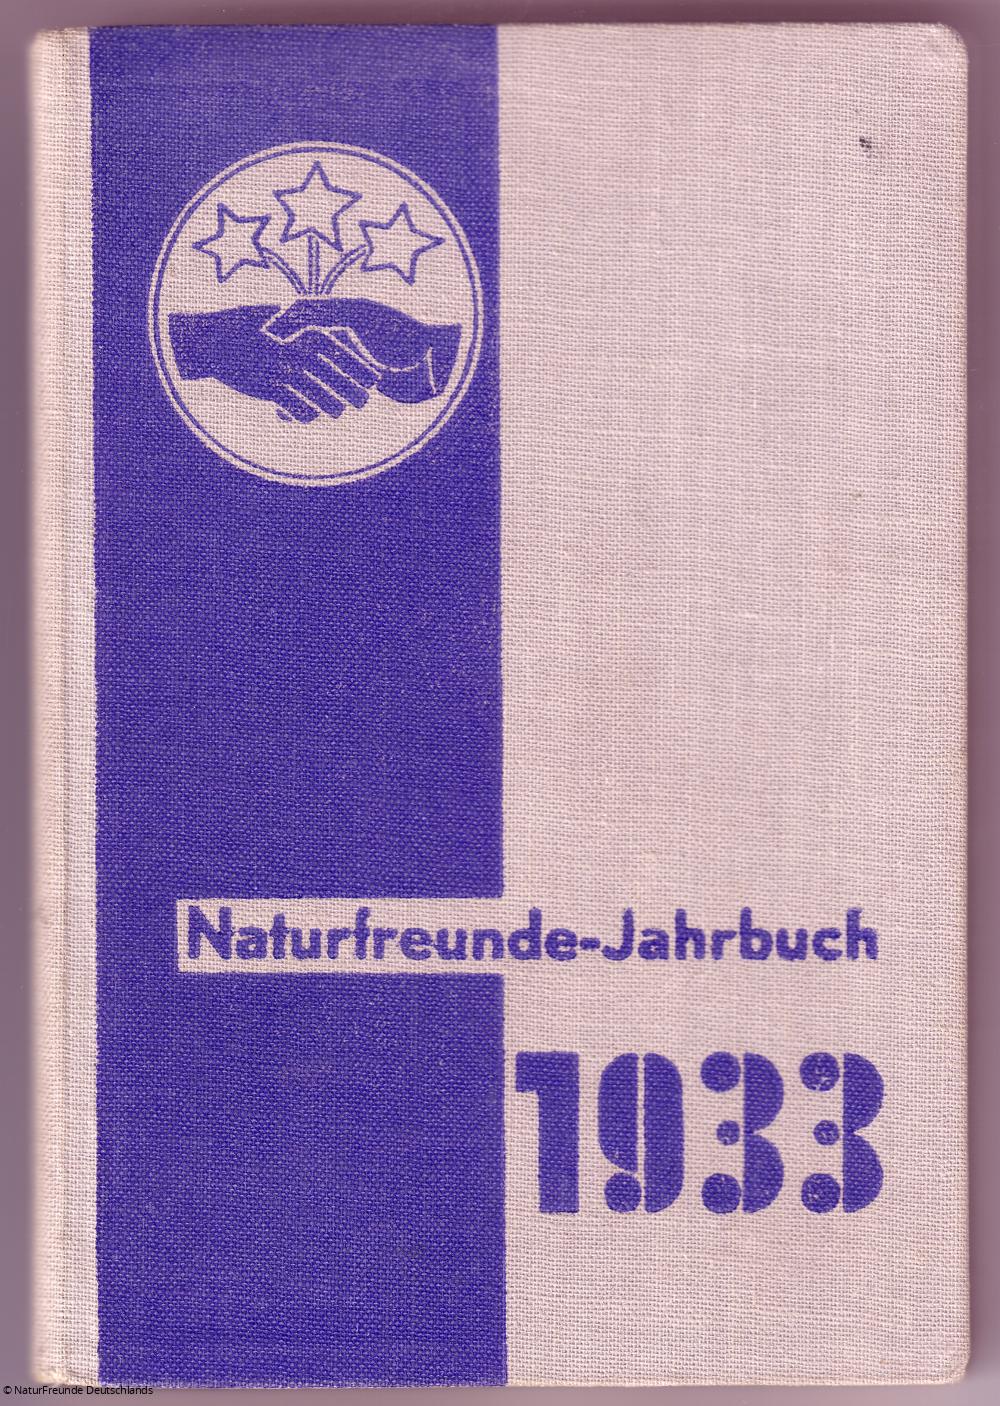 Naturfreunde-Jahrbuch
1933
© NaturFreunde Deutschlands